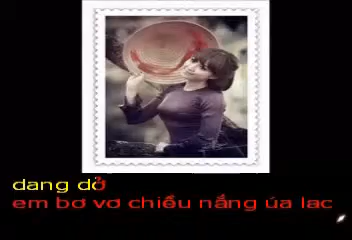 dang dở
em bơ vơ chiều nắng úa lac